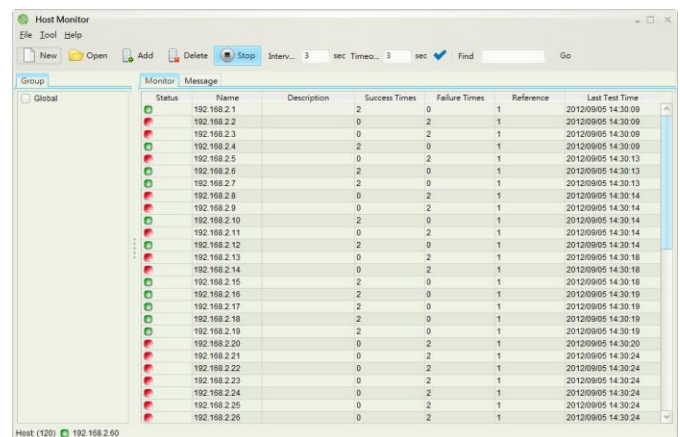 Host Monitor
File Tool Help
New Open Add Delete Stop Interv... 3 sec Timeo... 3 sec Find Go
Group Monitor Message
Global
Status Name Description Success Times Failure Times Reference Last Test Time
192.168.2.1 2 0 1 2012/09/05 14:30:09
192.168.2.2 0 2 1 2012/09/05 14:30:09
192.168.2.3 0 2 1 2012/09/05 14:30:09
192.168.2.4 2 0 1 2012/09/05 14:30:09
192.168.2.5 0 2 1 2012/09/05 14:30:13
192.168.2.6 2 0 1 2012/09/05 14:30:13
192.168.2.7 2 0 1 2012/09/05 14:30:13
192.168.2.8 0 2 1 2012/09/05 14:30:14
192.168.2.9 0 2 1 2012/09/05 14:30:14
192.168.2.10 2 0 1 2012/09/05 14:30:14
192.168.2.11 0 2 1 2012/09/05 14:30:14
192.168.2.12 2 0 1 2012/09/05 14:30:14
192.168.2.13 0 2 1 2012/09/05 14:30:18
192.168.2.14 0 2 1 2012/09/05 14:30:18
192.168.2.15 2 0 1 2012/09/05 14:30:18
192.168.2.16 2 0 1 2012/09/05 14:30:19
192.168.2.17 2 0 1 2012/09/05 14:30:19
192.168.2.18 2 0 1 2012/09/05 14:30:19
192.168.2.19 2 0 1 2012/09/05 14:30:19
192.168.2.20 0 2 1 2012/09/05 14:30:20
192.168.2.21 0 2 1 2012/09/05 14:30:24
192.168.2.22 0 2 1 2012/09/05 14:30:24
192.168.2.23 0 2 1 2012/09/05 14:30:24
192.168.2.24 0 2 1 2012/09/05 14:30:24
192.168.2.25 0 2 1 2012/09/05 14:30:24
192.168.2.26 0 2 1 2012/09/05 14:30:24
Host: (120) 192.168.2.60